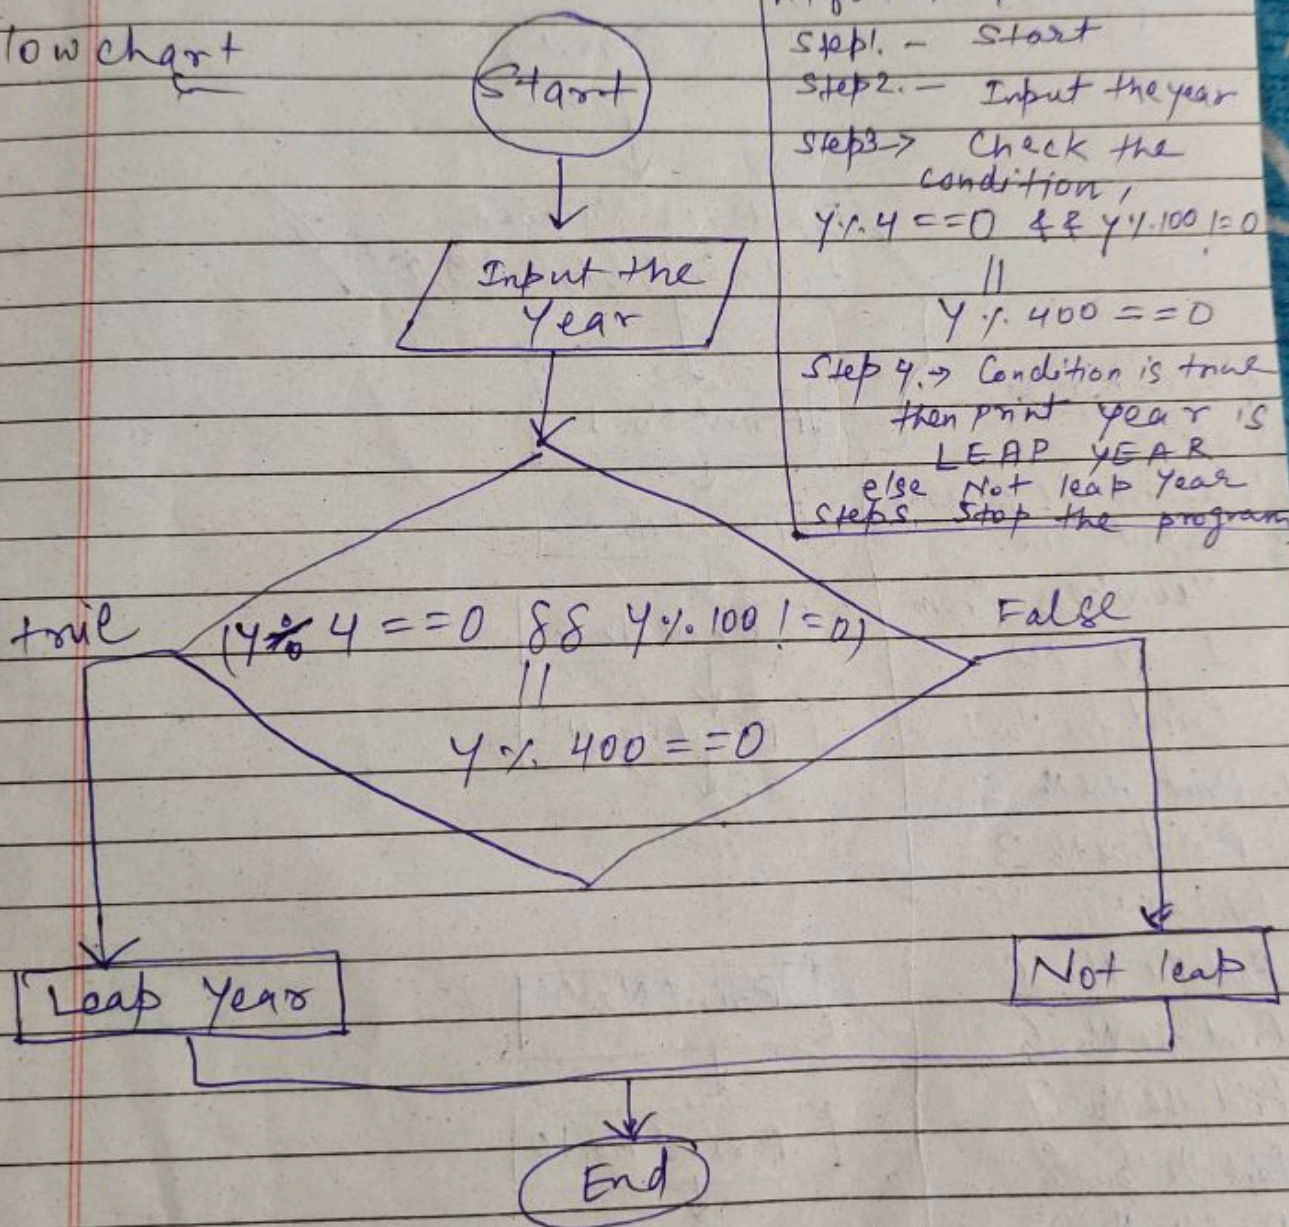 low chart
Start
Input the
Year
true
(Y % 4 = = 0 && Y % 100 ! = 0)
||
Y % 400 = = 0
False
Leap Year
Not leap
End
Step1. - Start
Step2. - Input the year
Step3 → Check the
condition,
Y % 4 = = 0 && Y % 100 != 0
||
Y % 400 = = 0
Step 4. → Condition is true
then print year is
LEAP YEAR
else Not leap Year
Step5. Stop the program